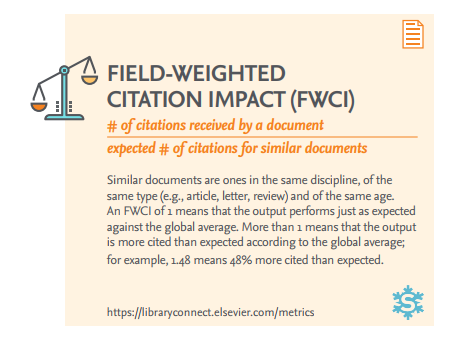 FIELD-WEIGHTED
CITATION IMPACT (FWCI)
# of citations received by a document
expected # of citations for similar documents
Similar documents are ones in the same discipline, of the
same type (e.g., article, letter, review) and of the same age.
An FWCI of 1 means that the output performs just as expected
against the global average. More than 1 means that the output
is more cited than expected according to the global average;
for example, 1.48 means 48% more cited than expected.
https://libraryconnect.elsevier.com/metrics
S